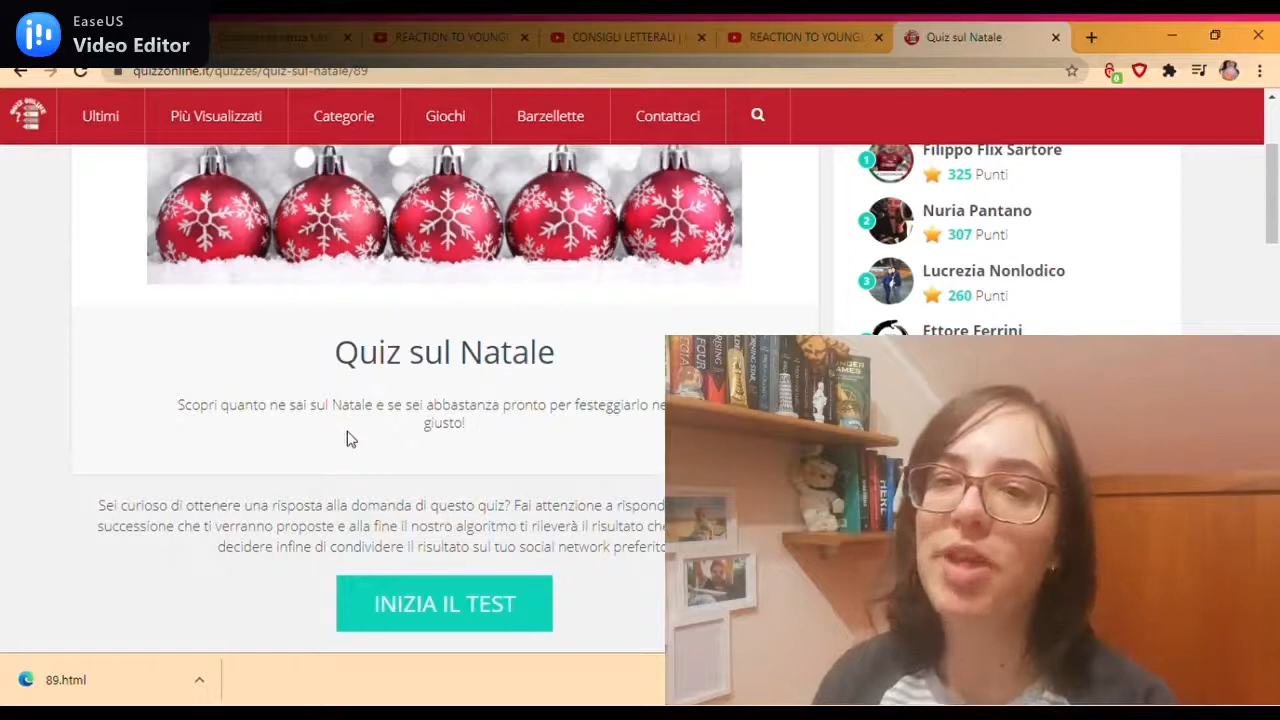 EaseUS
Video Editor
REACTION TO YOUNG
CONSIGLI LETTERALI |
REACTION TO YOUNG
Quiz sul Natale
quizzonline.it/quizzes/quiz-sul-natale/89
Ultimi
Più Visualizzati
Categorie
Giochi
Barzellette
Contattaci
Filippo Flix Sartore
325 Punti
Nuria Pantano
307 Punti
Lucrezia Nonlodico
260 Punti
Ettore Ferrini
Quiz sul Natale
Scopri quanto ne sai sul Natale e se sei abbastanza pronto per festeggiarlo ne
giusto!
Sei curioso di ottenere una risposta alla domanda di questo quiz? Fai attenzione a rispond
successione che ti verranno proposte e alla fine il nostro algoritmo ti rileverà il risultato che
decidere infine di condividere il risultato sul tuo social network preferito
INIZIA IL TEST
89.html
FOUR
RISING